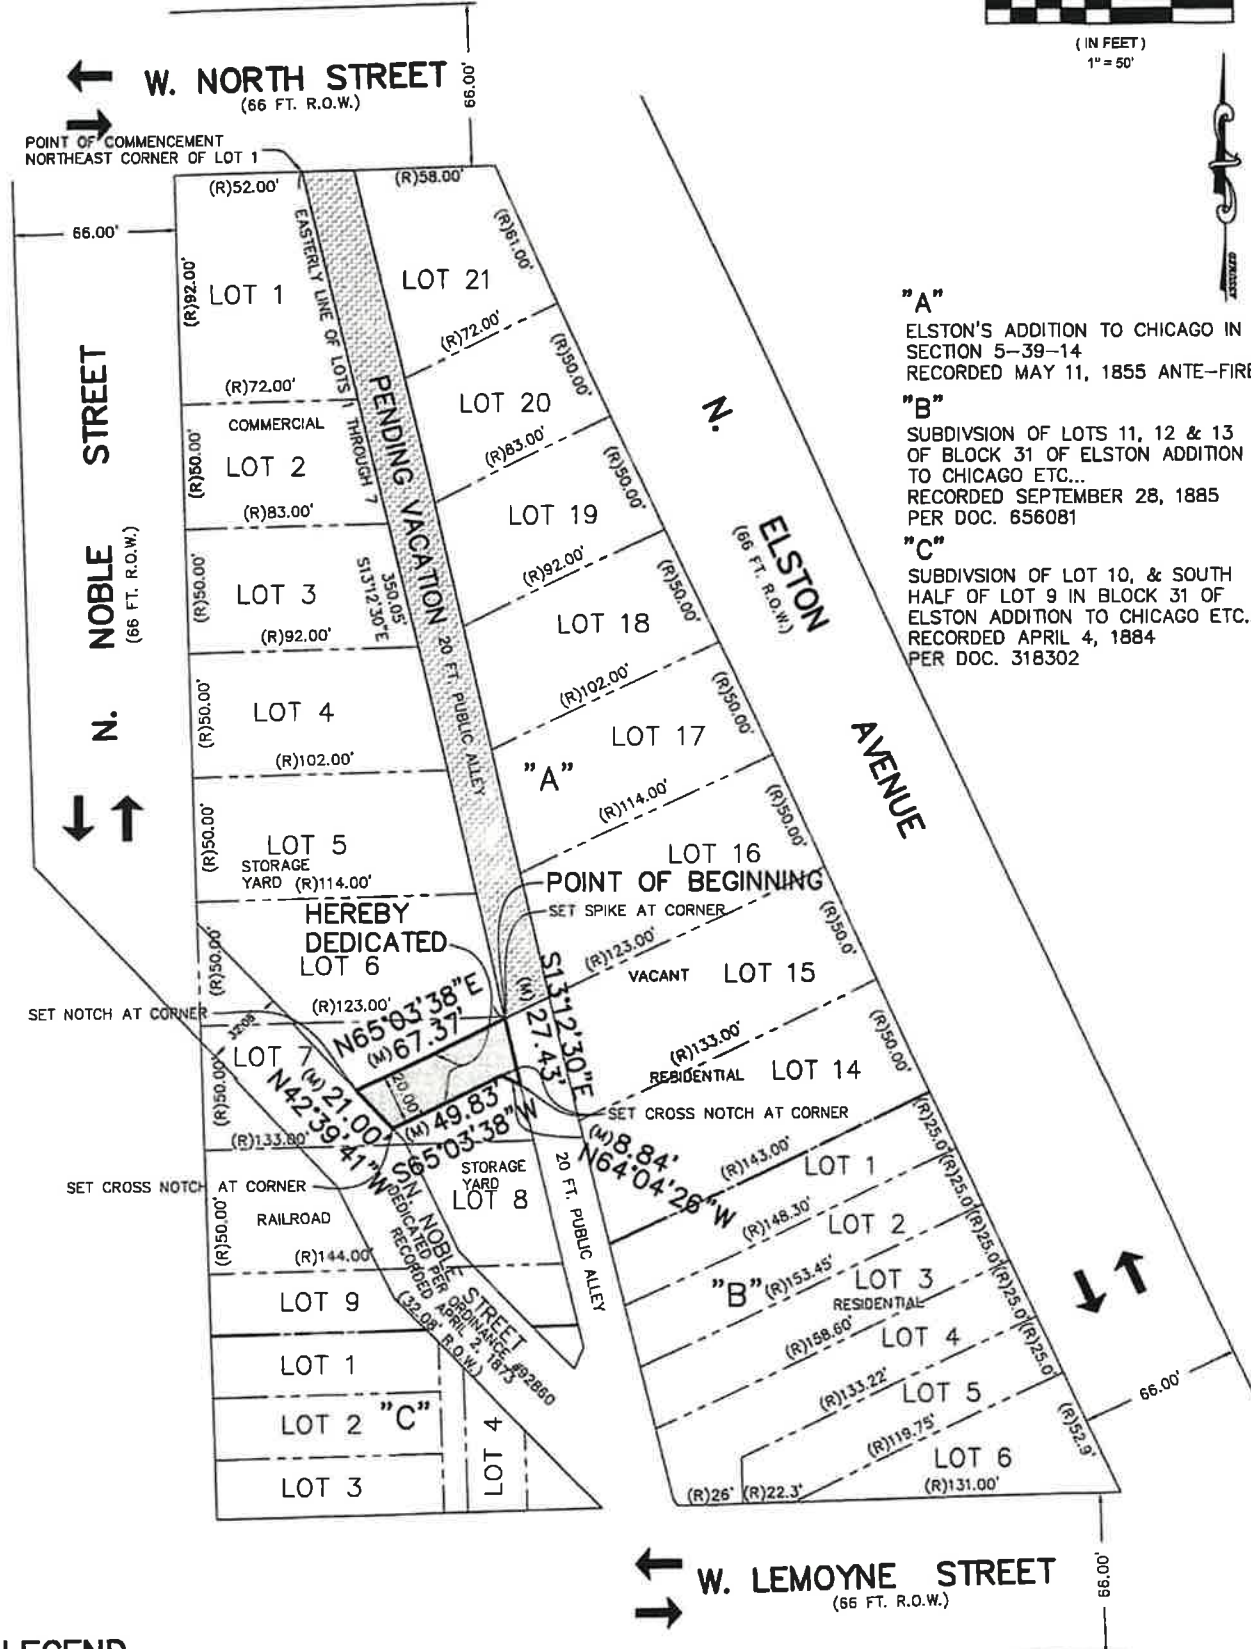 ( IN FEET )
1" = 50'
W. NORTH STREET
(66 FT. R.O.W.)
66.00'
POINT OF COMMENCEMENT
NORTHEAST CORNER OF LOT 1
(R)52.00'
(R)58.00'
66.00'
(R)92.00'
LOT 1
EASTERLY LINE OF LOTS 1 THROUGH 7
LOT 21
(R)61.00'
(R)72.00'
(R)72.00'
ASSUMED
"A"
ELSTON'S ADDITION TO CHICAGO IN
SECTION 5-39-14
RECORDED MAY 11, 1855 ANTE-FIRE
"B"
SUBDIVSION OF LOTS 11, 12 & 13
OF BLOCK 31 OF ELSTON ADDITION
TO CHICAGO ETC...
RECORDED SEPTEMBER 28, 1885
PER DOC. 656081
"C"
SUBDIVSION OF LOT 10, & SOUTH
HALF OF LOT 9 IN BLOCK 31 OF
ELSTON ADDITION TO CHICAGO ETC.
RECORDED APRIL 4, 1884
PER DOC. 318302
N. NOBLE STREET
(66 FT. R.O.W.)
COMMERCIAL
LOT 2
(R)50.00'
(R)83.00'
PENDING VACATION
20 FT. PUBLIC ALLEY
350.05'
S13°12'30"E
LOT 20
(R)50.00'
(R)83.00'
N. ELSTON AVENUE
(66 FT. R.O.W.)
LOT 3
(R)50.00'
(R)92.00'
LOT 19
(R)50.00'
(R)92.00'
LOT 4
(R)50.00'
(R)102.00'
LOT 18
(R)50.00'
(R)102.00'
"A"
LOT 17
(R)50.00'
(R)114.00'
LOT 5
(R)50.00'
STORAGE
YARD
(R)114.00'
LOT 16
(R)50.00'
POINT OF BEGINNING
SET SPIKE AT CORNER
(R)123.00'
HEREBY
DEDICATED
LOT 6
(R)50.00'
(R)123.00'
VACANT
LOT 15
(R)50.0'
(R)133.00'
SET NOTCH AT CORNER
32.08'
LOT 7
(R)50.00'
(R)133.00'
N65°03'38"E
(M)67.37'
S13°12'30"E
(M)27.43'
20.00'
(M)21.00'
N42°39'41"W
(M)49.83'
S65°03'38"W
RESIDENTIAL
LOT 14
(R)50.00'
SET CROSS NOTCH AT CORNER
(M)8.84'
N64°04'26"W
(R)143.00'
SET CROSS NOTCH AT CORNER
STORAGE
YARD
LOT 8
(R)50.00'
RAILROAD
(R)144.00'
20 FT. PUBLIC ALLEY
N. NOBLE STREET
DEDICATED PER ORDINANCE #92860
RECORDED APRIL 2, 1873
(32.08' R.O.W.)
LOT 1
(R)25.0'
(R)148.30'
LOT 2
(R)25.0'
"B"
(R)153.45'
LOT 3
RESIDENTIAL
(R)25.0'
(R)158.60'
LOT 4
(R)25.0'
(R)133.22'
LOT 5
(R)119.75'
(R)52.9'
LOT 6
(R)26'
(R)22.3'
(R)131.00'
66.00'
LOT 9
LOT 1
LOT 2
"C"
LOT 3
LOT 4
W. LEMOYNE STREET
(66 FT. R.O.W.)
66.00'
LEGEND